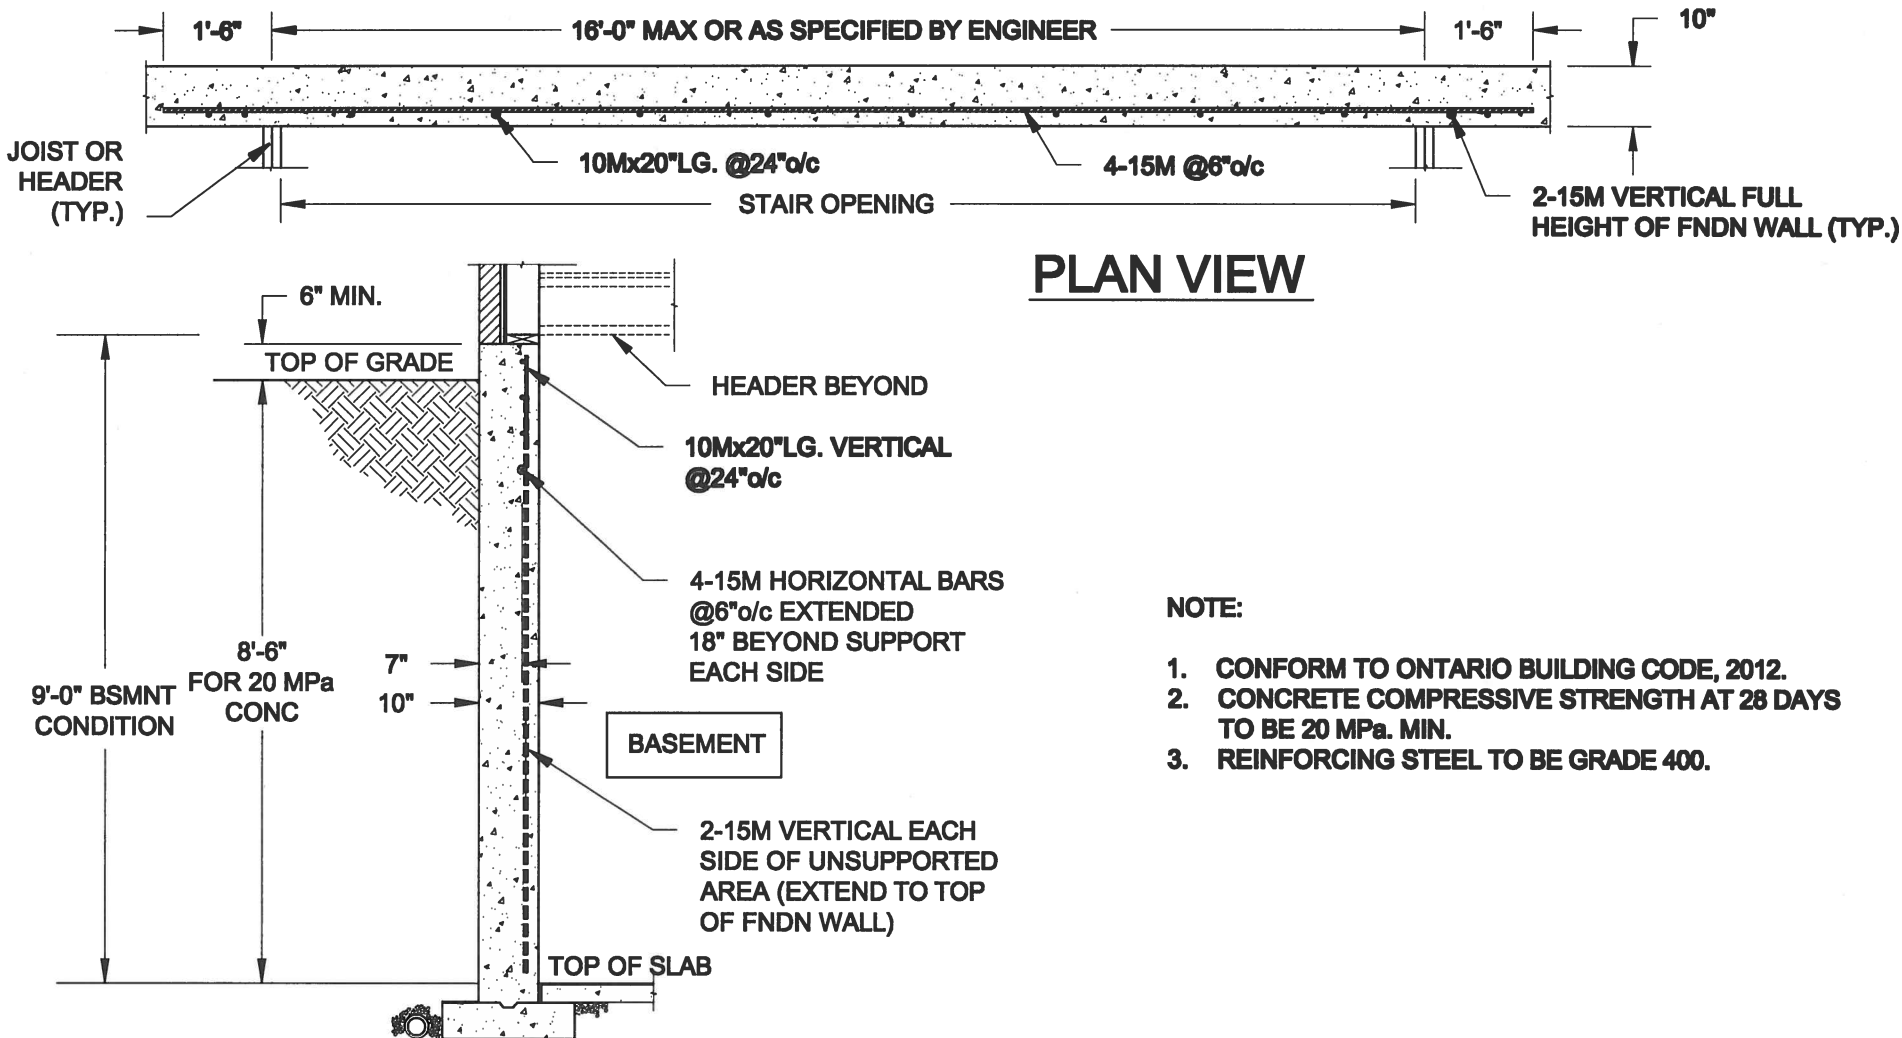 1'-6"
16'-0" MAX OR AS SPECIFIED BY ENGINEER
1'-6"
10"
JOIST OR
HEADER
(TYP.)
10Mx20"LG. @24"o/c
4-15M @6"o/c
STAIR OPENING
2-15M VERTICAL FULL
HEIGHT OF FNDN WALL (TYP.)
PLAN VIEW
6" MIN.
TOP OF GRADE
HEADER BEYOND
10Mx20"LG. VERTICAL
@24"o/c
4-15M HORIZONTAL BARS
@6"o/c EXTENDED
18" BEYOND SUPPORT
EACH SIDE
9'-0" BSMNT
CONDITION
8'-6"
FOR 20 MPa
CONC
7"
10"
BASEMENT
2-15M VERTICAL EACH
SIDE OF UNSUPPORTED
AREA (EXTEND TO TOP
OF FNDN WALL)
TOP OF SLAB
NOTE:
1. CONFORM TO ONTARIO BUILDING CODE, 2012.
2. CONCRETE COMPRESSIVE STRENGTH AT 28 DAYS
TO BE 20 MPa. MIN.
3. REINFORCING STEEL TO BE GRADE 400.